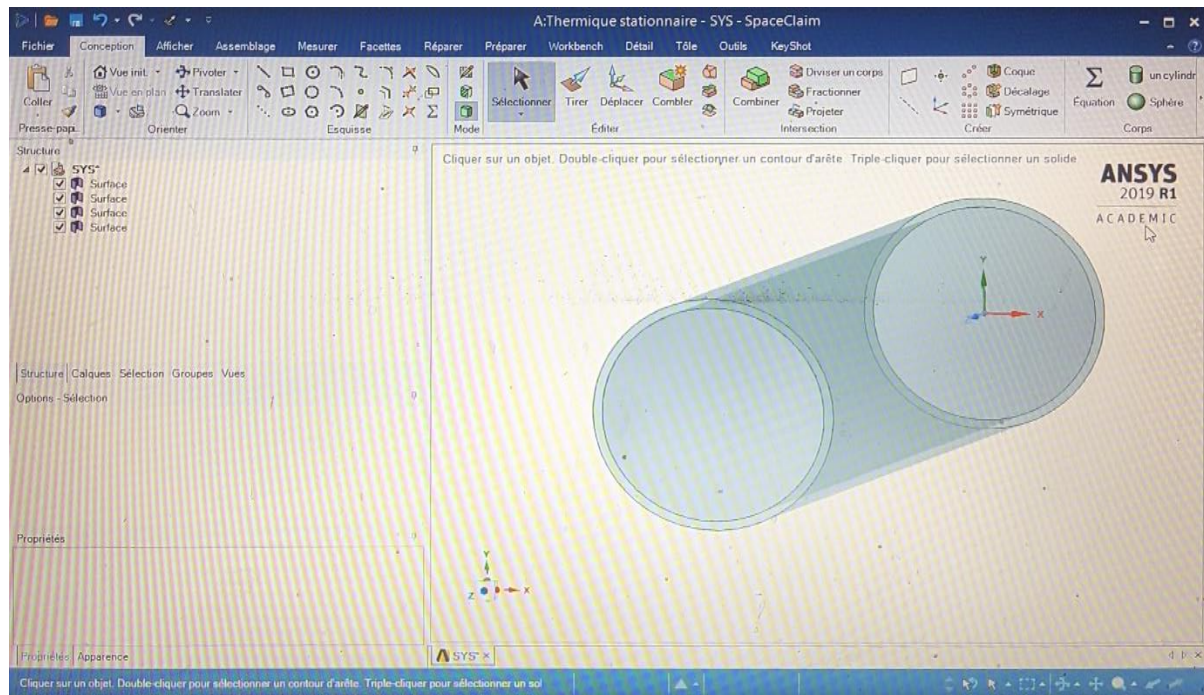 A:Thermique stationnaire - SYS - SpaceClaim
Fichier Conception Afficher Assemblage Mesurer Facettes Réparer Préparer Workbench Détail Tôle Outils KeyShot
Coller
Presse-pap...
Vue init.
Vue en plan
Pivoter
Translater
Zoom
Orienter
Esquisse
Mode
Sélectionner
Tirer
Déplacer
Combler
Éditer
Combiner
Diviser un corps
Fractionner
Projeter
Intersection
Coque
Décalage
Symétrique
Créer
Équation
un cylindr
Sphère
Corps
Structure
SYS*
Surface
Surface
Surface
Surface
Structure Calques Sélection Groupes Vues
Options - Sélection
Propriétés
Propriétés Apparence
Cliquer sur un objet. Double-cliquer pour sélectionner un contour d'arête. Triple-cliquer pour sélectionner un solide
ANSYS
2019 R1
ACADEMIC
Y
X
Y
X
Z
SYS*
Cliquer sur un objet. Double-cliquer pour sélectionner un contour d'arête. Triple-cliquer pour sélectionner un sol